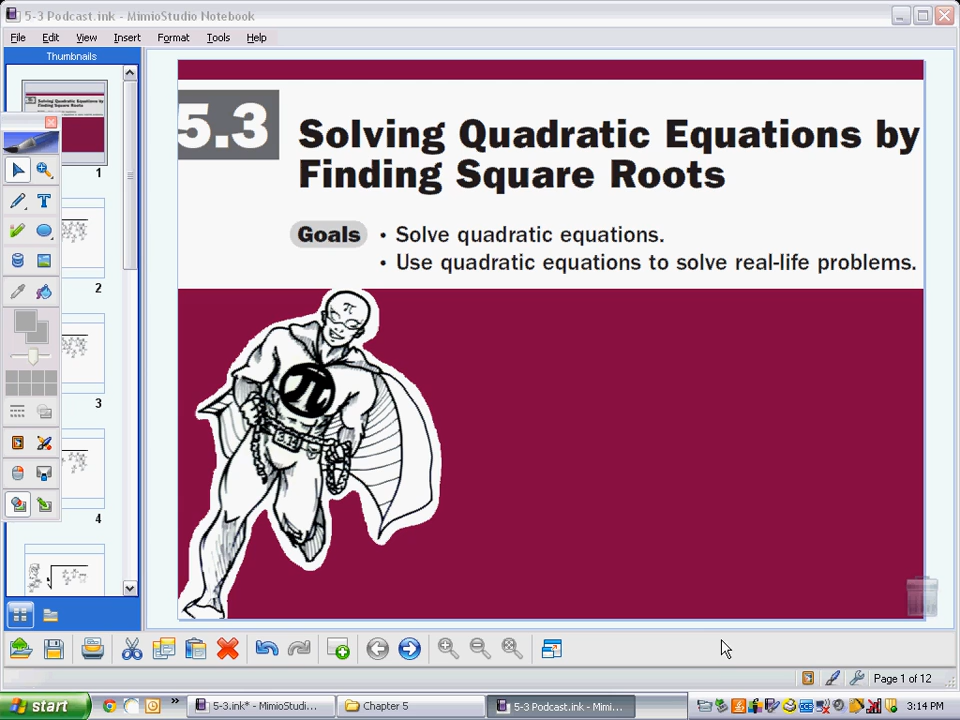 5-3 Podcast.ink - MimioStudio Notebook
File Edit View Insert Format Tools Help
Thumbnails
1
2
3
4
5.3
Solving Quadratic Equations by
Finding Square Roots
Goals
• Solve quadratic equations.
• Use quadratic equations to solve real-life problems.
π
π
3.14
Page 1 of 12
start
5-3.ink* - MimioStudi...
Chapter 5
5-3 Podcast.ink - Mimi...
3:14 PM